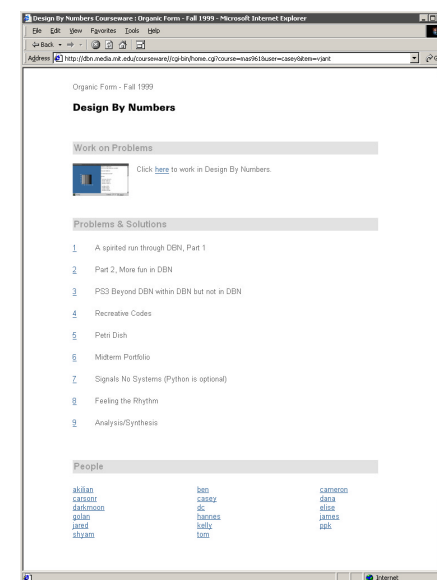 Design By Numbers Courseware : Organic Form - Fall 1999 - Microsoft Internet Explorer
File Edit View Favorites Tools Help
Back
Address http://dbn.media.mit.edu/courseware//cgi-bin/home.cgi?course=mas961&user=casey&item=vjant
Organic Form - Fall 1999
Design By Numbers
Work on Problems
Click here to work in Design By Numbers.
Problems & Solutions
1 A spirited run through DBN, Part 1
2 Part 2, More fun in DBN
3 PS3 Beyond DBN within DBN but not in DBN
4 Recreative Codes
5 Petri Dish
6 Midterm Portfolio
7 Signals No Systems (Python is optional)
8 Feeling the Rhythm
9 Analysis/Synthesis
People
akilian ben cameron
carsonr casey dana
darkmoon dc elise
golan hannes james
jared kelly ppk
shyam tom
Internet